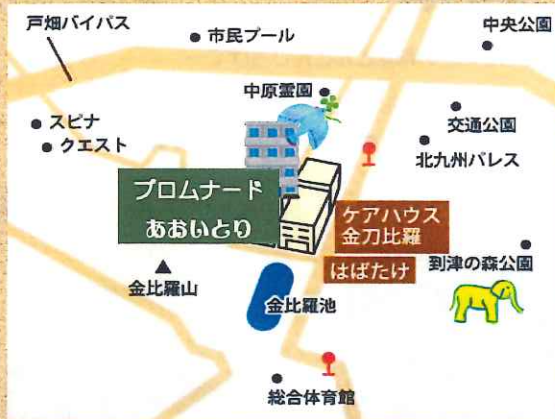 戸畑バイパス
市民プール
中央公園
中原霊園
スピナ
クエスト
交通公園
北九州パレス
プロムナード
あおいとり
ケアハウス
金刀比羅
はばたけ
到津の森公園
金比羅山
金比羅池
総合体育館